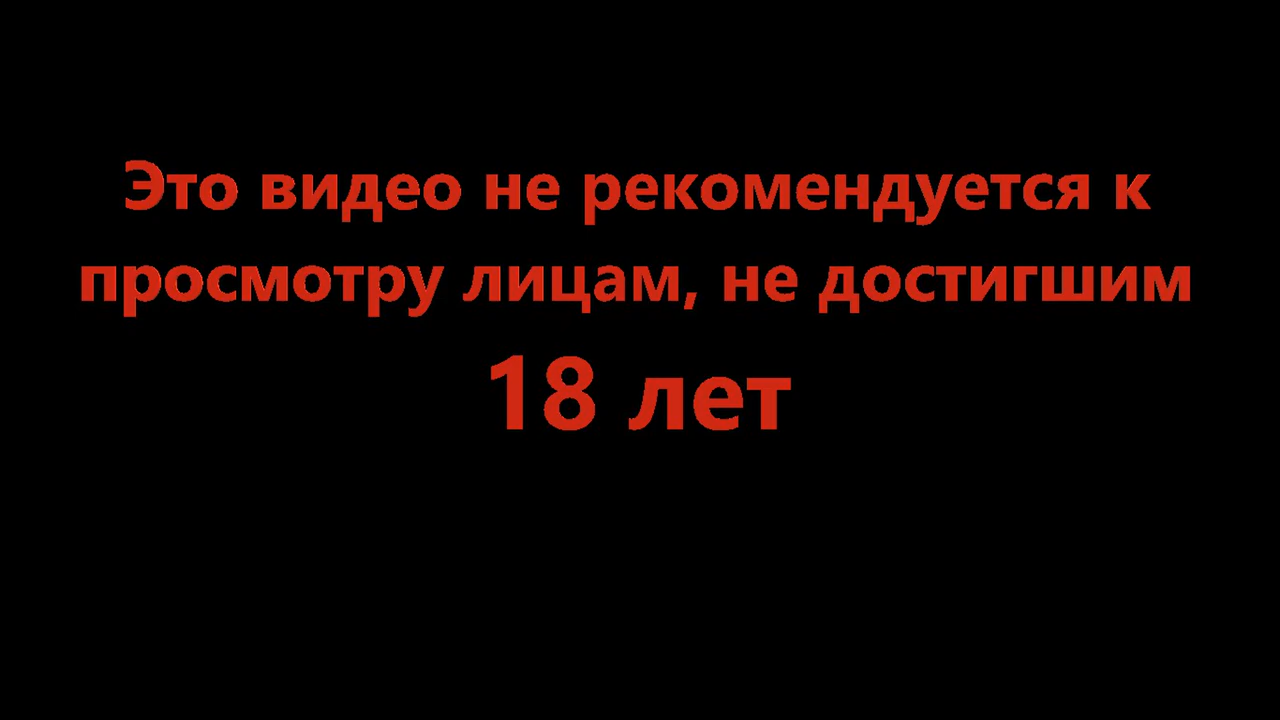 Это видео не рекомендуется к
просмотру лицам, не достигшим
18 лет